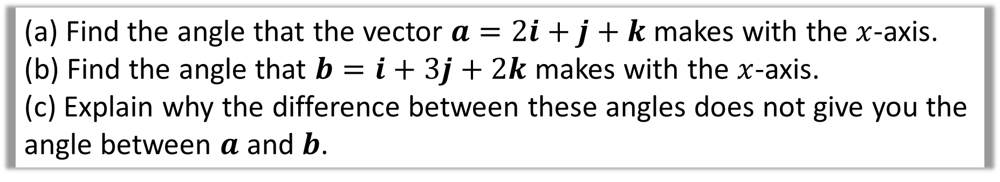 (a) Find the angle that the vector 𝒂 = 2𝒊 + 𝒋 + 𝒌 makes with the 𝑥-axis.
(b) Find the angle that 𝒃 = 𝒊 + 3𝒋 + 2𝒌 makes with the 𝑥-axis.
(c) Explain why the difference between these angles does not give you the
angle between 𝒂 and 𝒃.